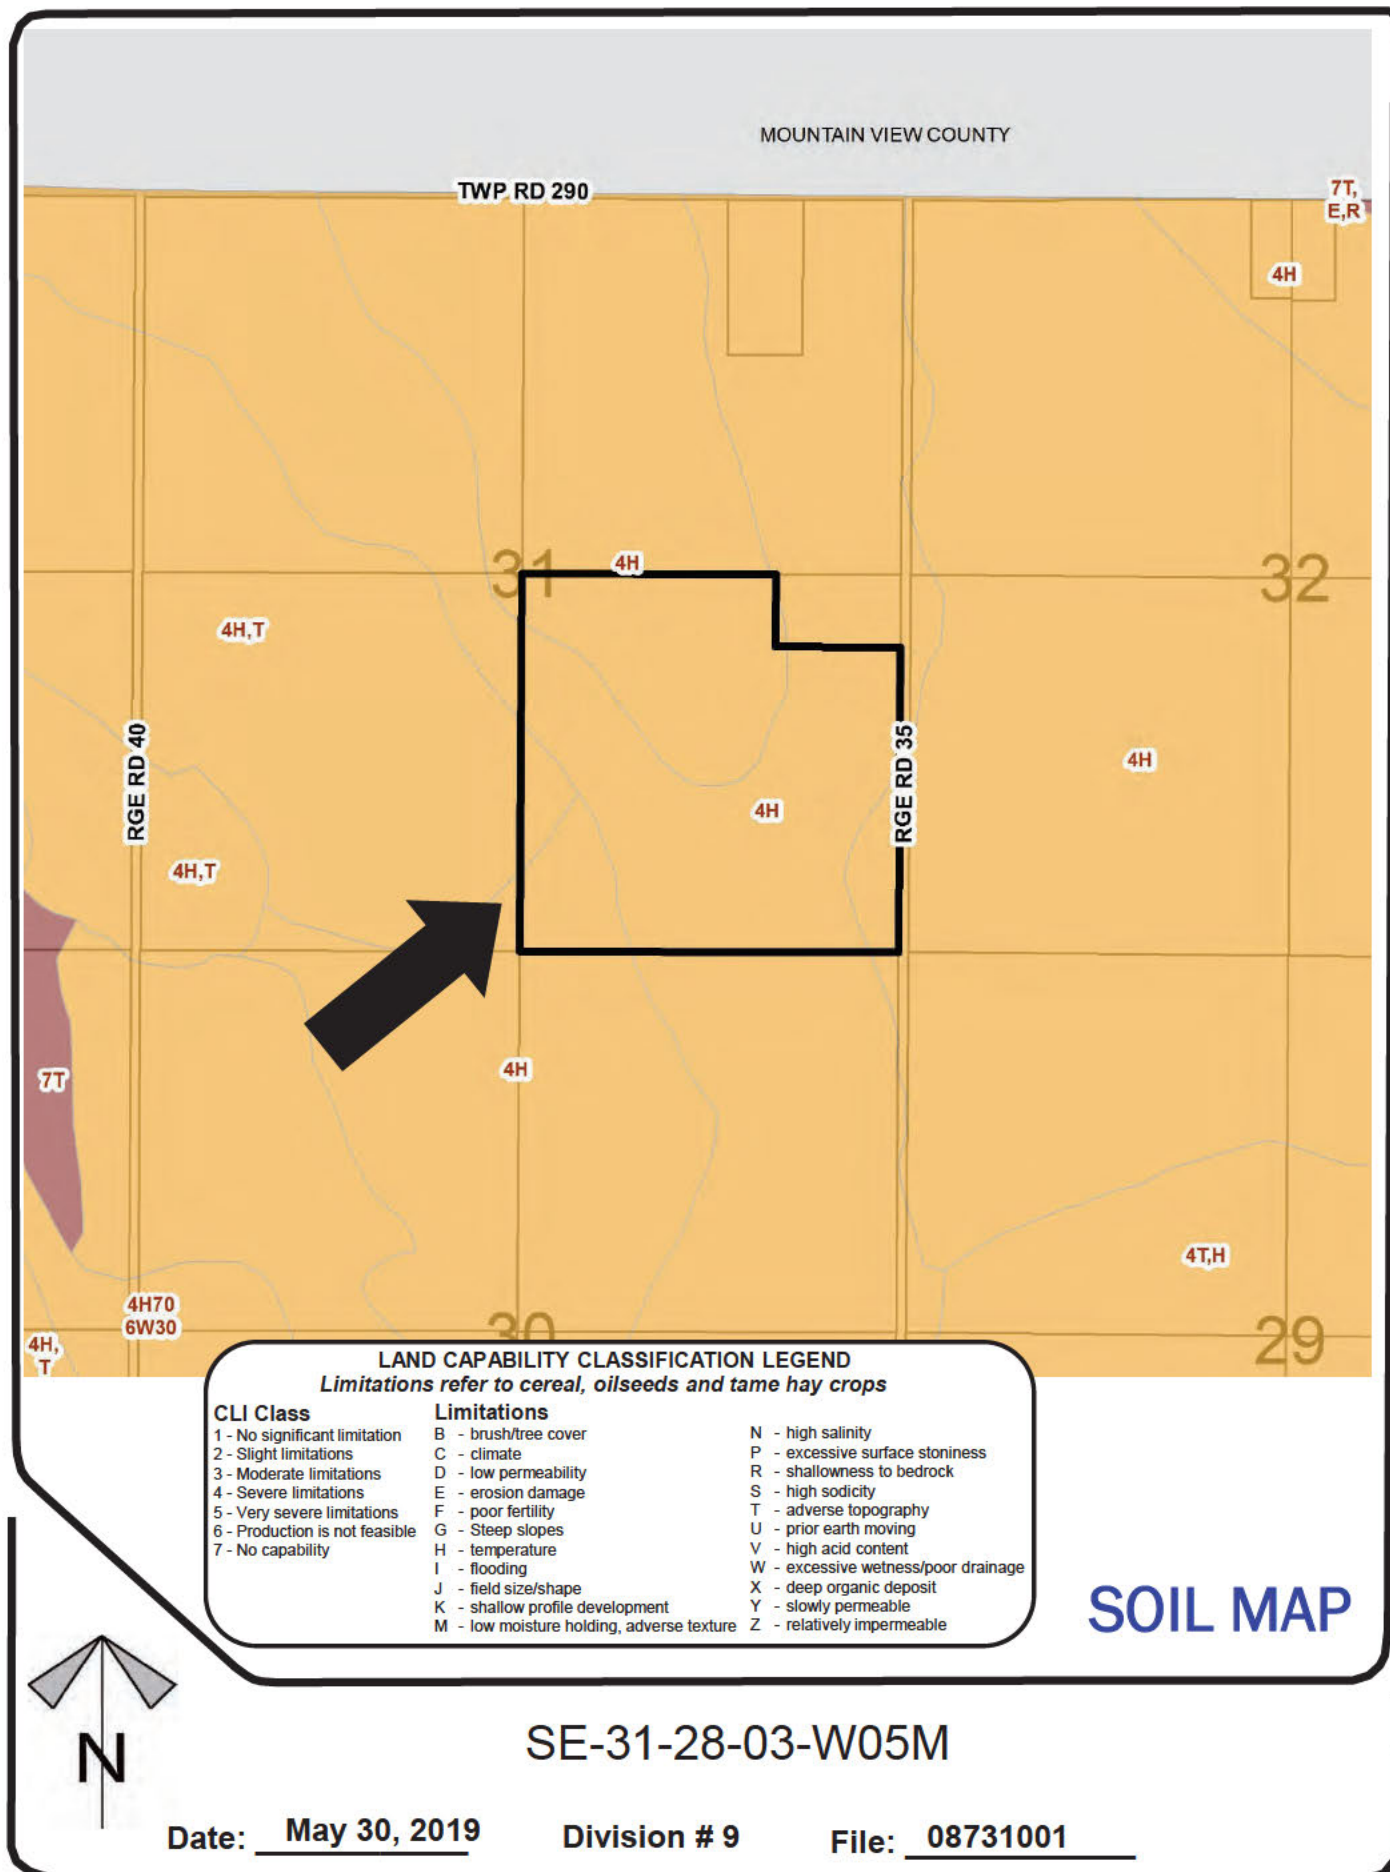 MOUNTAIN VIEW COUNTY
TWP RD 290
7T,
E,R
4H
31
4H
32
4H,T
RGE RD 40
RGE RD 35
4H
4H
4H,T
7T
4H
4T,H
4H70
6W30
4H,
T
30
29
LAND CAPABILITY CLASSIFICATION LEGEND
Limitations refer to cereal, oilseeds and tame hay crops
CLI Class
1 - No significant limitation
2 - Slight limitations
3 - Moderate limitations
4 - Severe limitations
5 - Very severe limitations
6 - Production is not feasible
7 - No capability
Limitations
B - brush/tree cover
C - climate
D - low permeability
E - erosion damage
F - poor fertility
G - Steep slopes
H - temperature
I - flooding
J - field size/shape
K - shallow profile development
M - low moisture holding, adverse texture
N - high salinity
P - excessive surface stoniness
R - shallowness to bedrock
S - high sodicity
T - adverse topography
U - prior earth moving
V - high acid content
W - excessive wetness/poor drainage
X - deep organic deposit
Y - slowly permeable
Z - relatively impermeable
SOIL MAP
N
SE-31-28-03-W05M
Date: May 30, 2019 Division # 9 File: 08731001